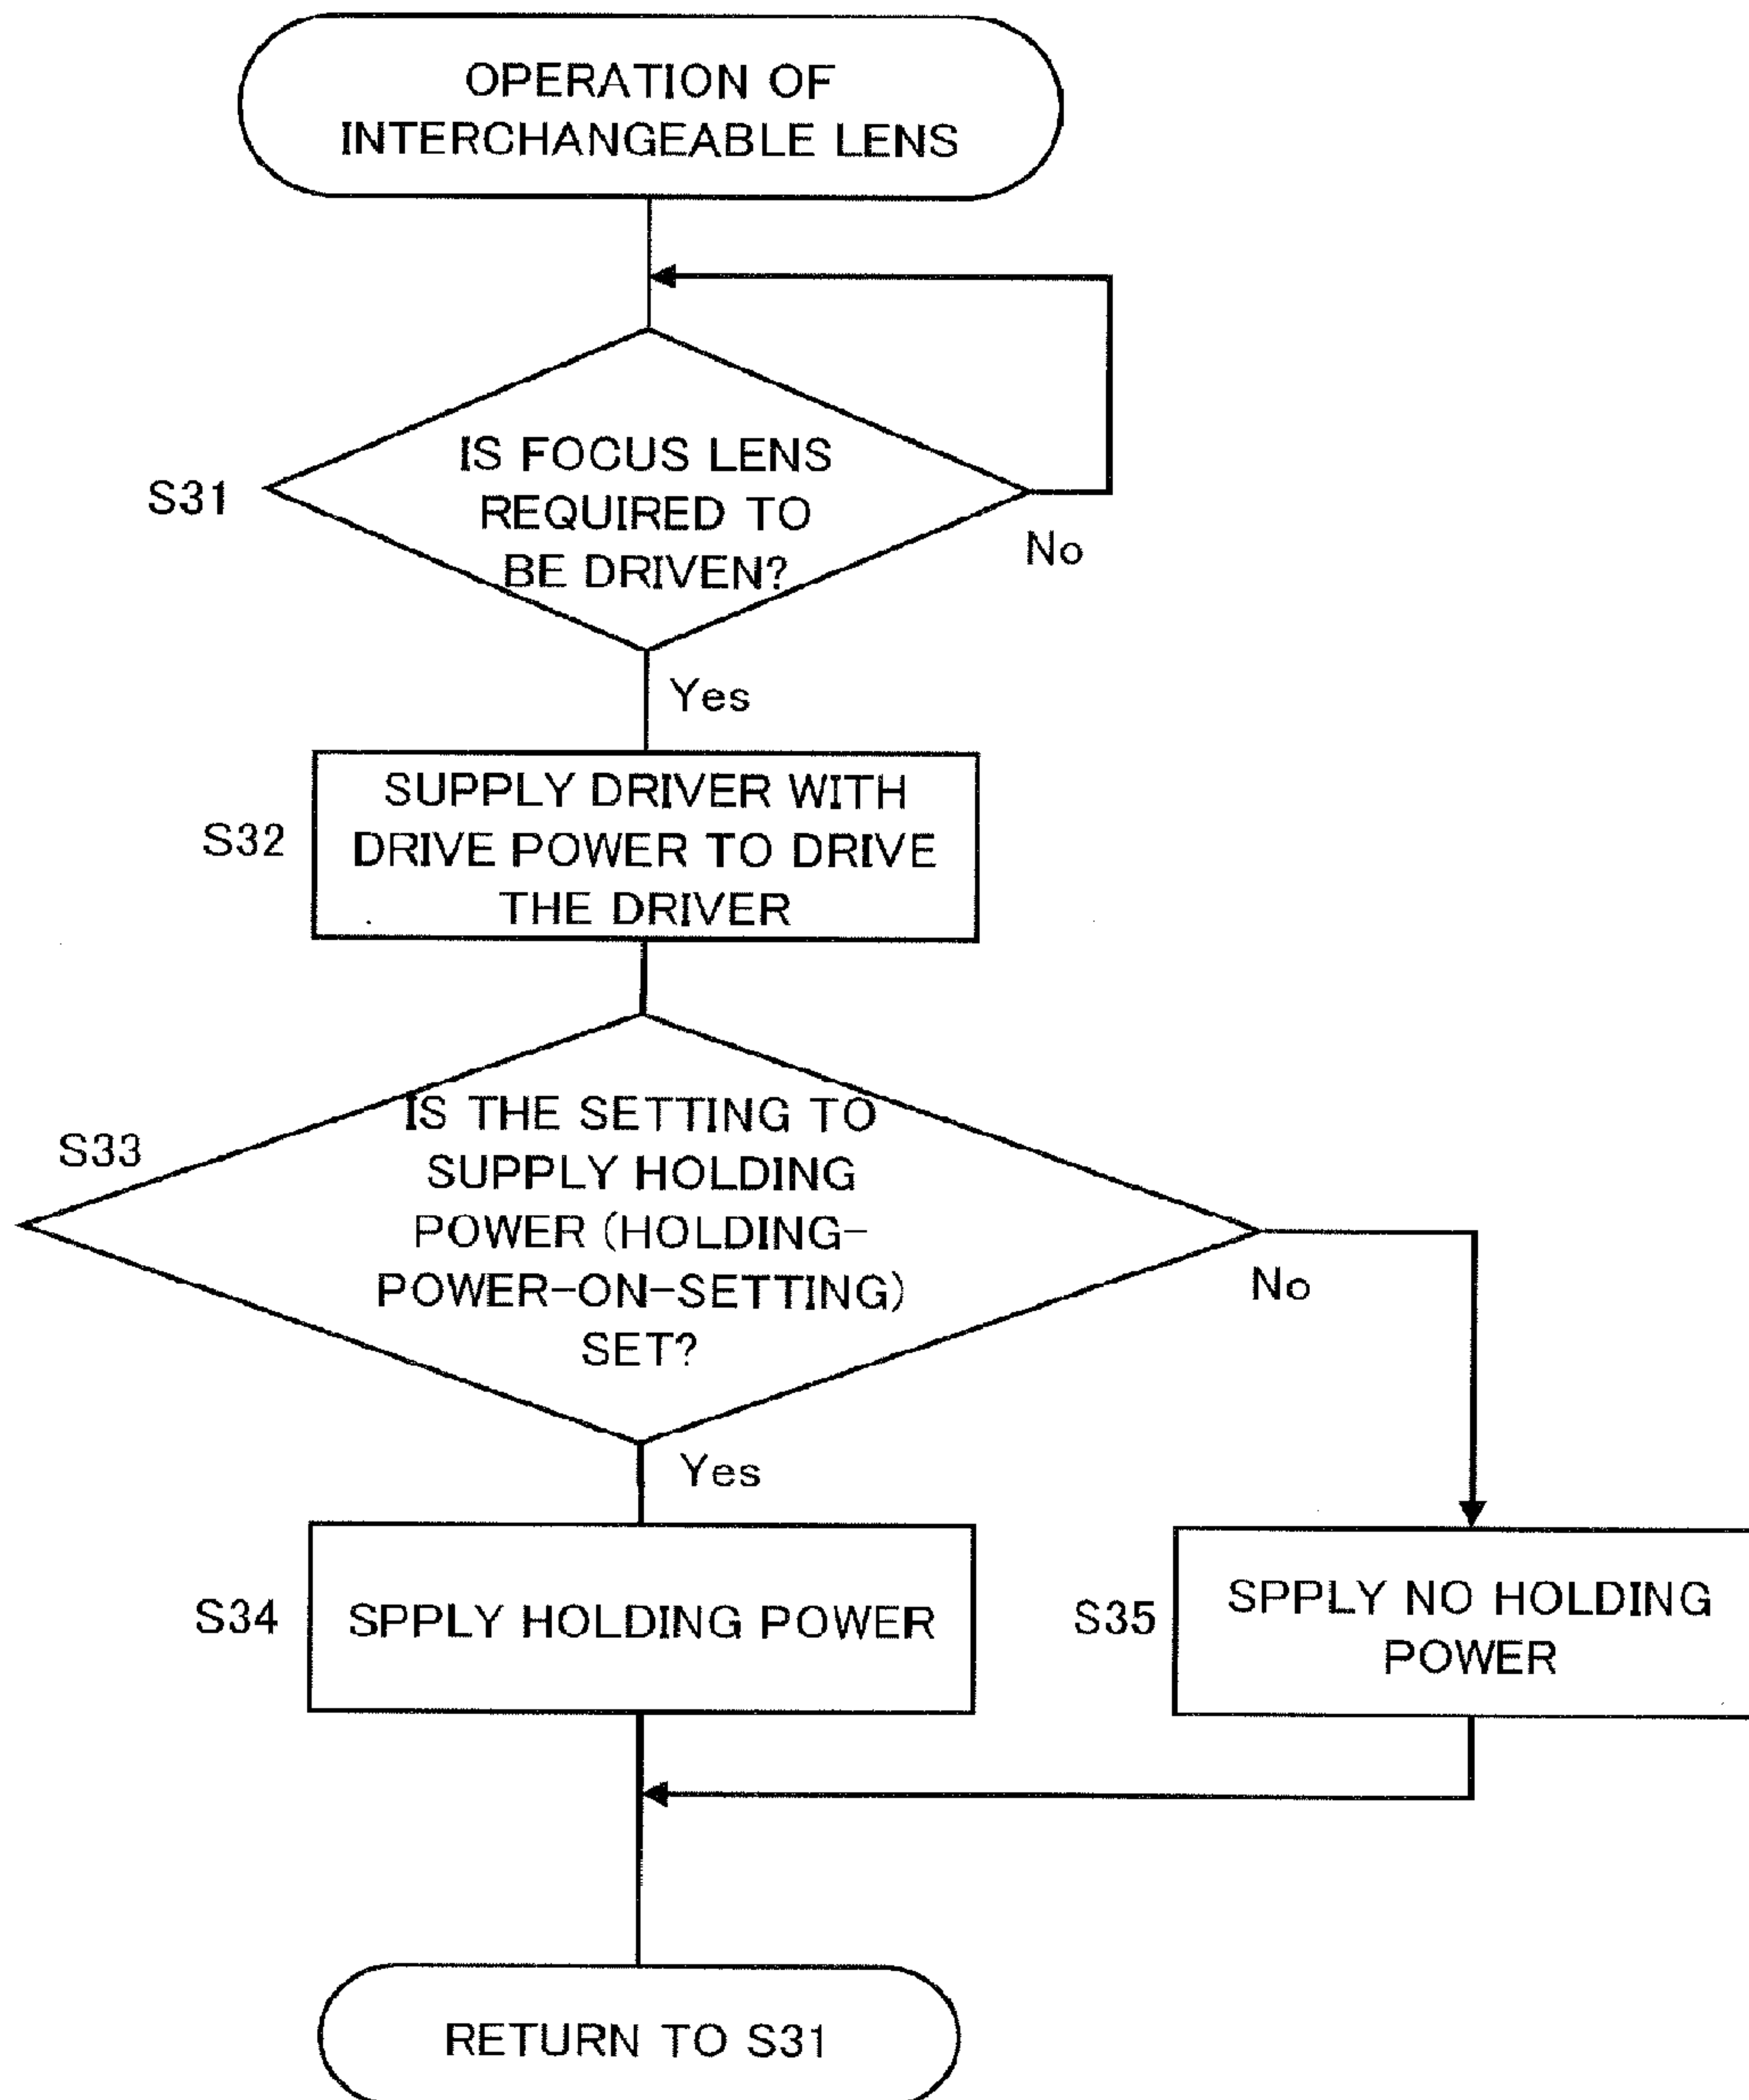 OPERATION OF
INTERCHANGEABLE LENS
S31
IS FOCUS LENS
REQUIRED TO
BE DRIVEN?
No
Yes
S32
SUPPLY DRIVER WITH
DRIVE POWER TO DRIVE
THE DRIVER
S33
IS THE SETTING TO
SUPPLY HOLDING
POWER (HOLDING-
POWER-ON-SETTING)
SET?
No
Yes
S34
SPPLY HOLDING POWER
S35
SPPLY NO HOLDING
POWER
RETURN TO S31